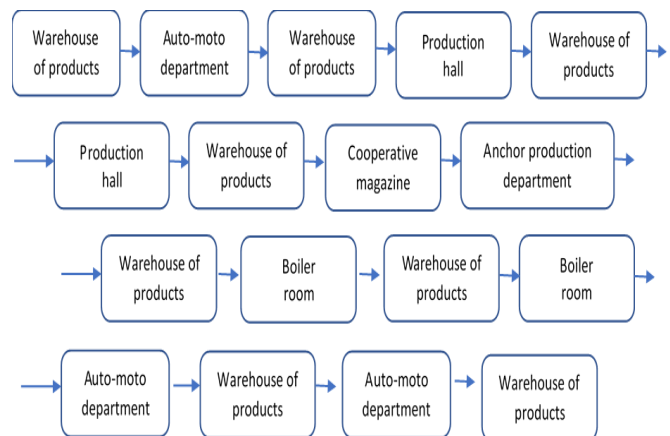 Warehouse
of products
Auto-moto
department
Warehouse
of products
Production
hall
Warehouse of
products
Production
hall
Warehouse of
products
Cooperative
magazine
Anchor production
department
Warehouse of
products
Boiler
room
Warehouse of
products
Boiler
room
Auto-moto
department
Warehouse of
products
Auto-moto
department
Warehouse of
products